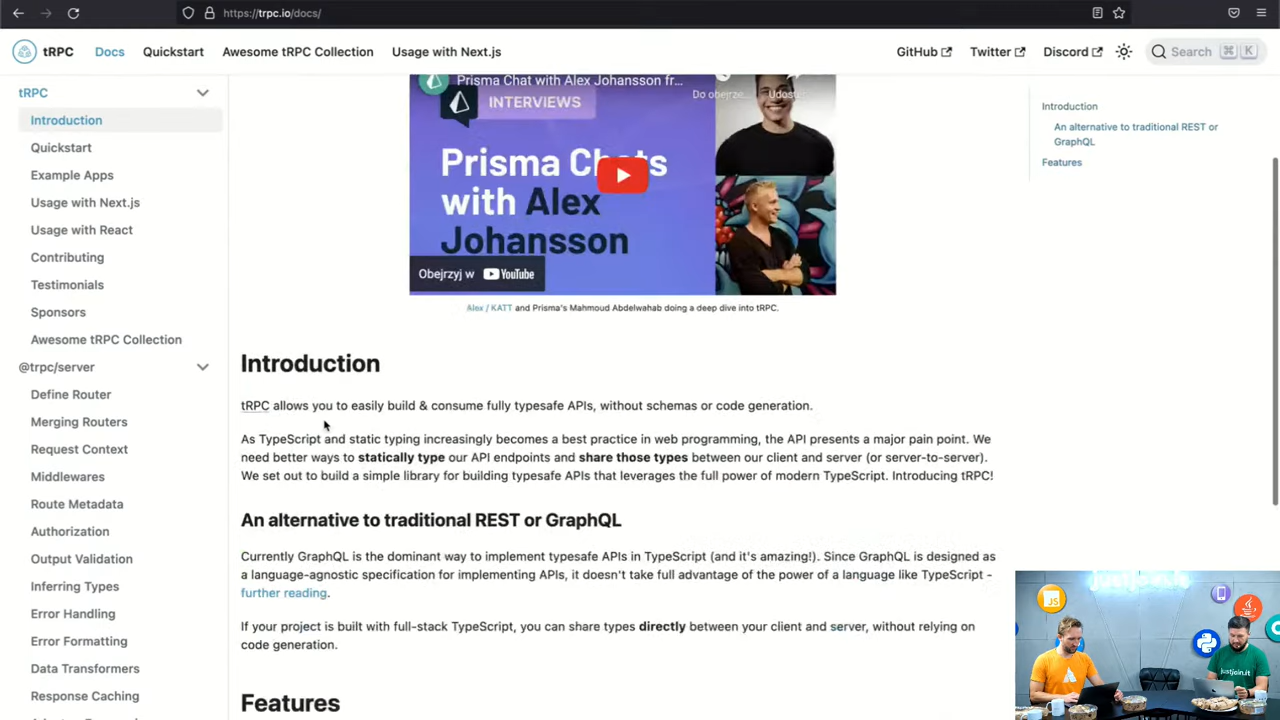 https://trpc.io/docs/
tRPC Docs Quickstart Awesome tRPC Collection Usage with Next.js GitHub Twitter Discord Search ⌘ K
tRPC
Introduction
Quickstart
Example Apps
Usage with Next.js
Usage with React
Contributing
Testimonials
Sponsors
Awesome tRPC Collection
@trpc/server
Define Router
Merging Routers
Request Context
Middlewares
Route Metadata
Authorization
Output Validation
Inferring Types
Error Handling
Error Formatting
Data Transformers
Response Caching
Prisma Chat with Alex Johansson fr...
Do obejrze... Udostę...
INTERVIEWS
Prisma Chats
with Alex
Johansson
Obejrzyj w YouTube
Alex / KATT and Prisma's Mahmoud Abdelwahab doing a deep dive into tRPC.
Introduction
tRPC allows you to easily build & consume fully typesafe APIs, without schemas or code generation.
As TypeScript and static typing increasingly becomes a best practice in web programming, the API presents a major pain point. We
need better ways to statically type our API endpoints and share those types between our client and server (or server-to-server).
We set out to build a simple library for building typesafe APIs that leverages the full power of modern TypeScript. Introducing tRPC!
An alternative to traditional REST or GraphQL
Currently GraphQL is the dominant way to implement typesafe APIs in TypeScript (and it's amazing!). Since GraphQL is designed as
a language-agnostic specification for implementing APIs, it doesn't take full advantage of the power of a language like TypeScript -
further reading.
If your project is built with full-stack TypeScript, you can share types directly between your client and server, without relying on
code generation.
Features
Introduction
An alternative to traditional REST or
GraphQL
Features
JS
justjoin.it